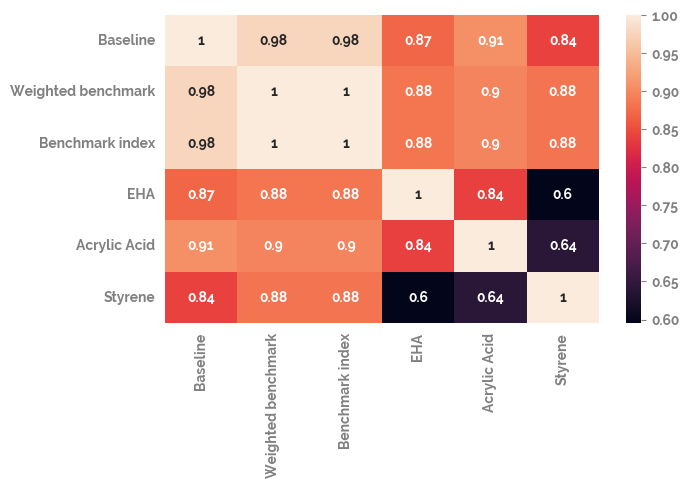 Baseline 1 0.98 0.98 0.87 0.91 0.84
Weighted benchmark 0.98 1 1 0.88 0.9 0.88
Benchmark index 0.98 1 1 0.88 0.9 0.88
EHA 0.87 0.88 0.88 1 0.84 0.6
Acrylic Acid 0.91 0.9 0.9 0.84 1 0.64
Styrene 0.84 0.88 0.88 0.6 0.64 1
Baseline
Weighted benchmark
Benchmark index
EHA
Acrylic Acid
Styrene
1.00
0.95
0.90
0.85
0.80
0.75
0.70
0.65
0.60